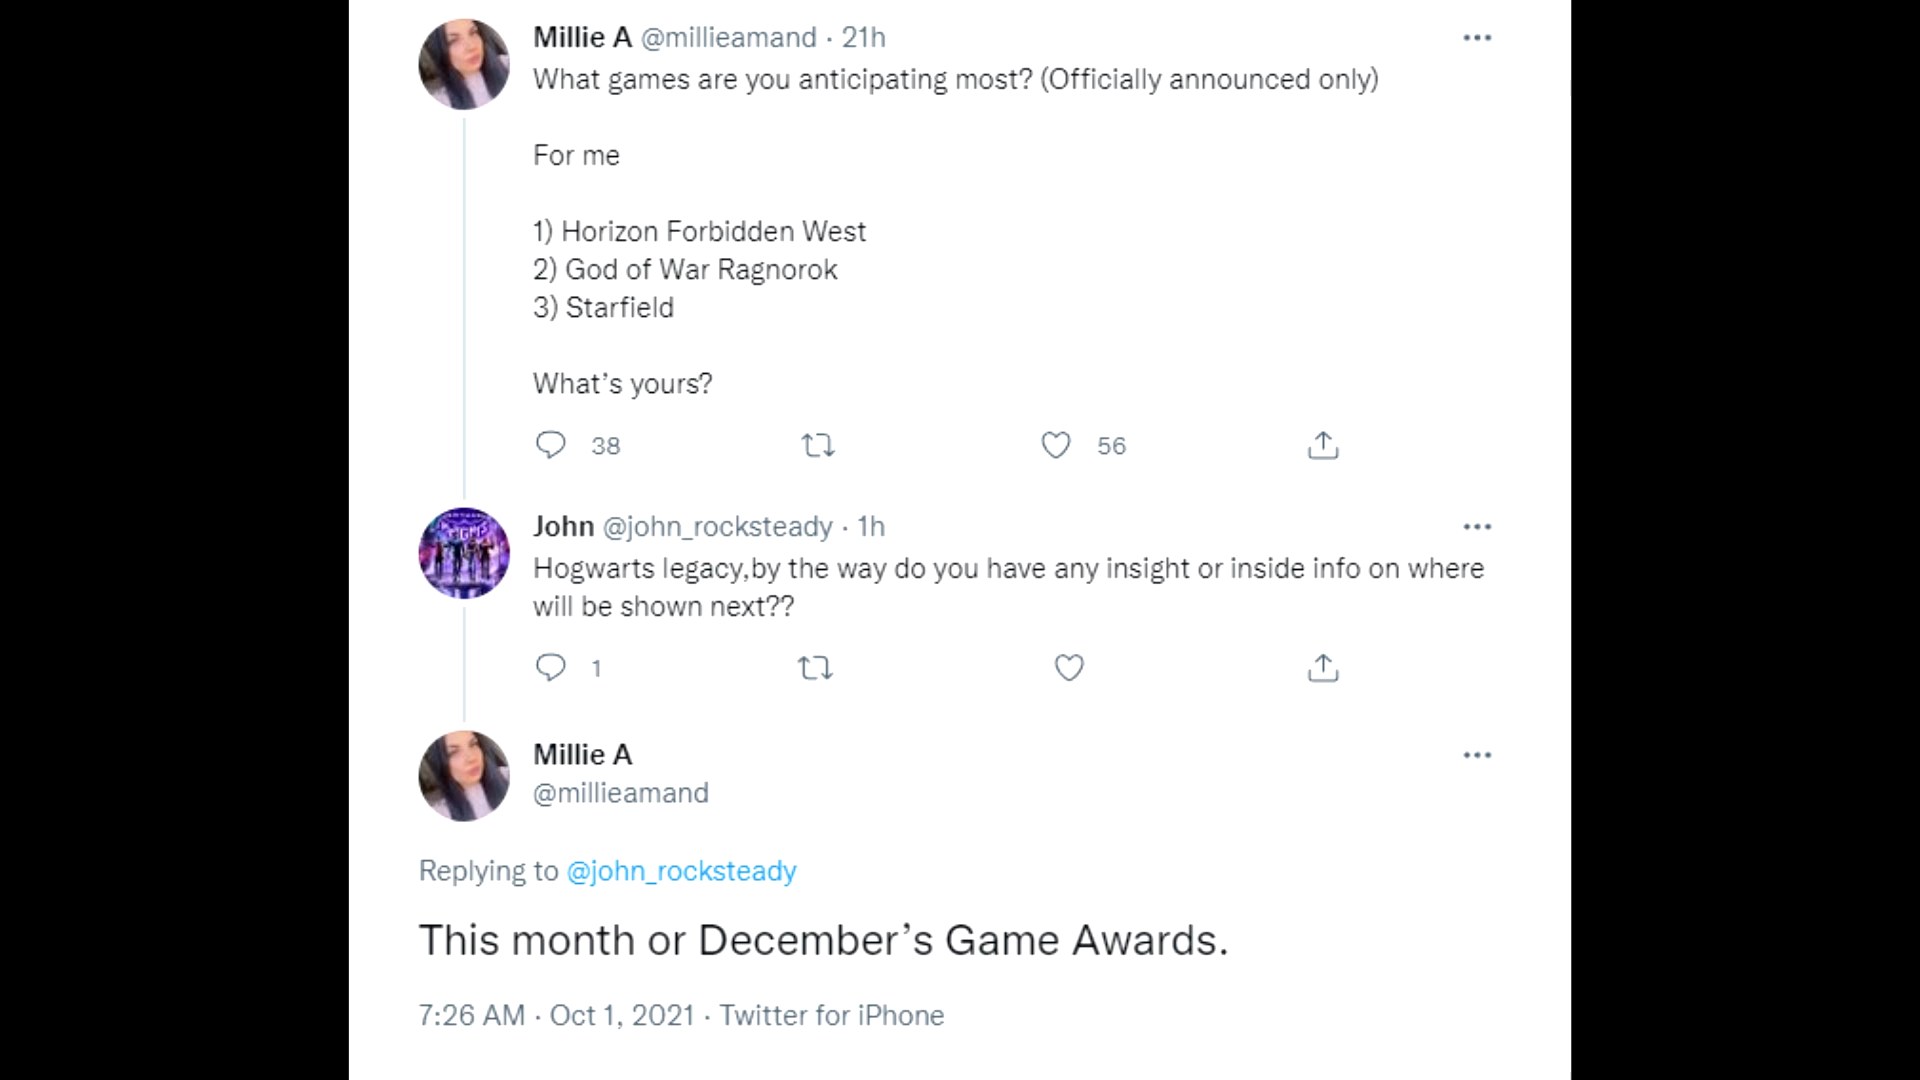 Millie A @millieamand · 21h
What games are you anticipating most? (Officially announced only)
For me
1) Horizon Forbidden West
2) God of War Ragnorok
3) Starfield
What’s yours?
38 56
John @john_rocksteady · 1h
Hogwarts legacy,by the way do you have any insight or inside info on where
will be shown next??
1
Millie A
@millieamand
Replying to @john_rocksteady
This month or December’s Game Awards.
7:26 AM · Oct 1, 2021 · Twitter for iPhone